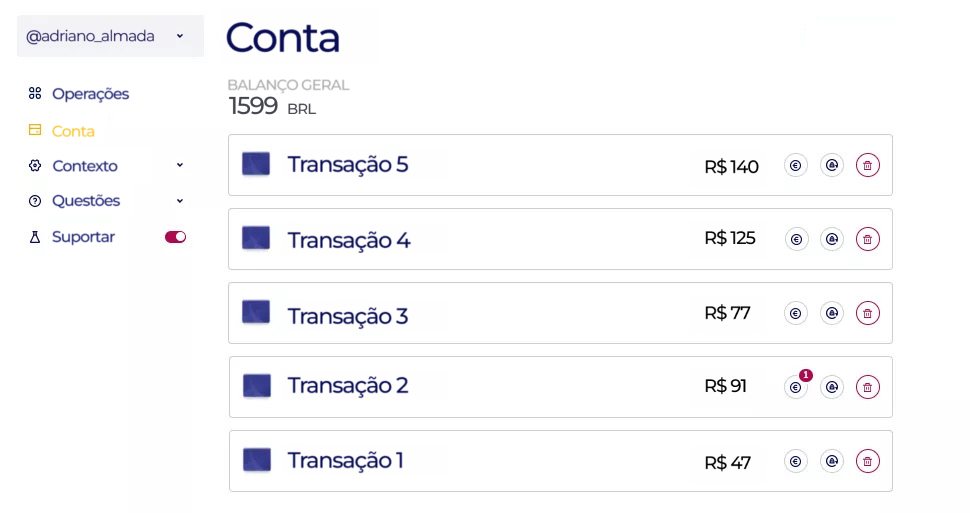 @adriano_almada
Conta
Operações
Conta
Contexto
Questões
Suportar
BALANÇO GERAL
1599 BRL
Transação 5 R$ 140
Transação 4 R$ 125
Transação 3 R$ 77
Transação 2 R$ 91 1
Transação 1 R$ 47